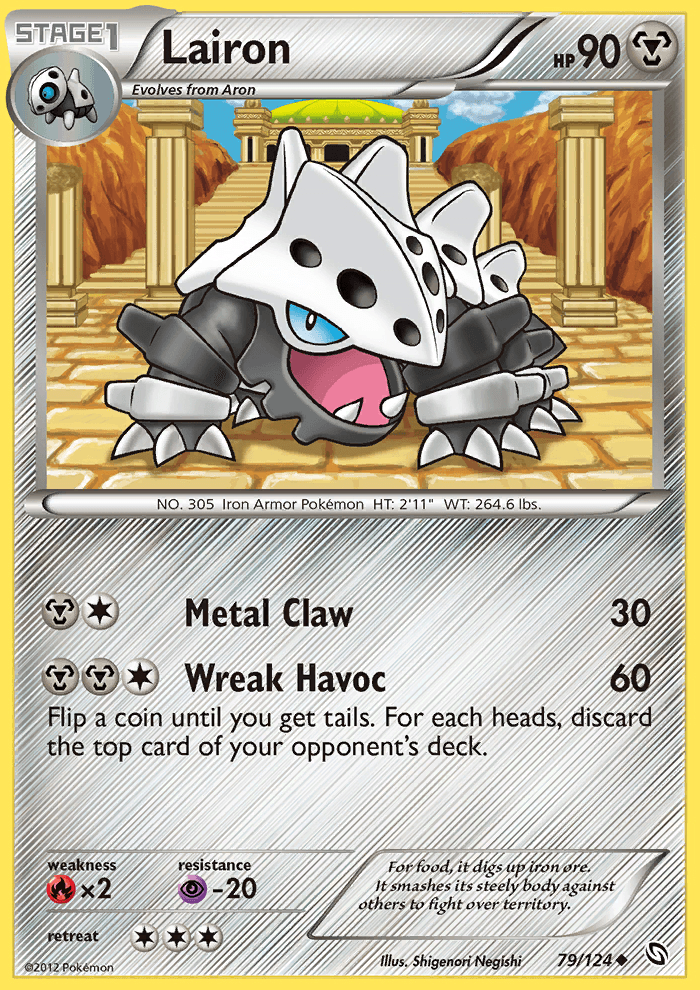 STAGE1
Lairon
HP 90
Evolves from Aron
NO. 305 Iron Armor Pokémon HT: 2'11" WT: 264.6 lbs.
Metal Claw 30
Wreak Havoc 60
Flip a coin until you get tails. For each heads, discard
the top card of your opponent's deck.
weakness resistance
×2 -20
For food, it digs up iron ore.
It smashes its steely body against
others to fight over territory.
retreat
©2012 Pokémon
Illus. Shigenori Negishi 79/124